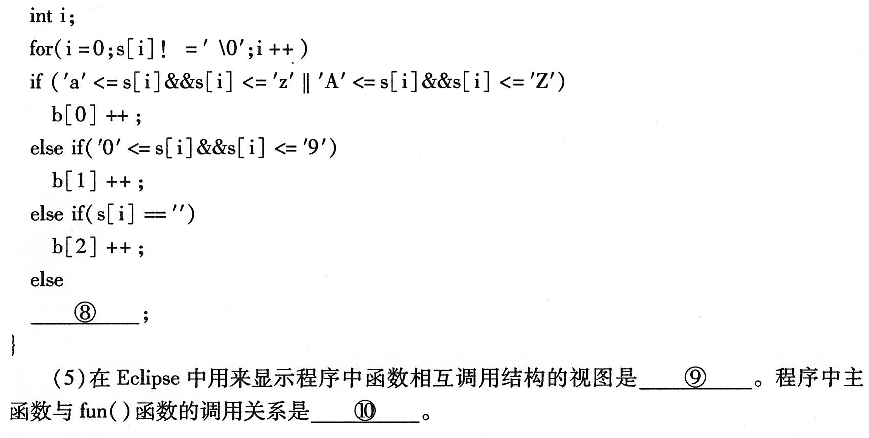 int i;
for(i=0;s[i]! ='\0';i++)
if ('a'<=s[i]&&s[i]<='z'‖'A'<=s[i]&&s[i]<='Z')
b[0]++;
else if('0'<=s[i]&&s[i]<='9')
b[1]++;
else if(s[i]=='')
b[2]++;
else
⑧;
}
(5)在Eclipse中用来显示程序中函数相互调用结构的视图是 ⑨ 。程序中主
函数与fun()函数的调用关系是 ⑩ 。